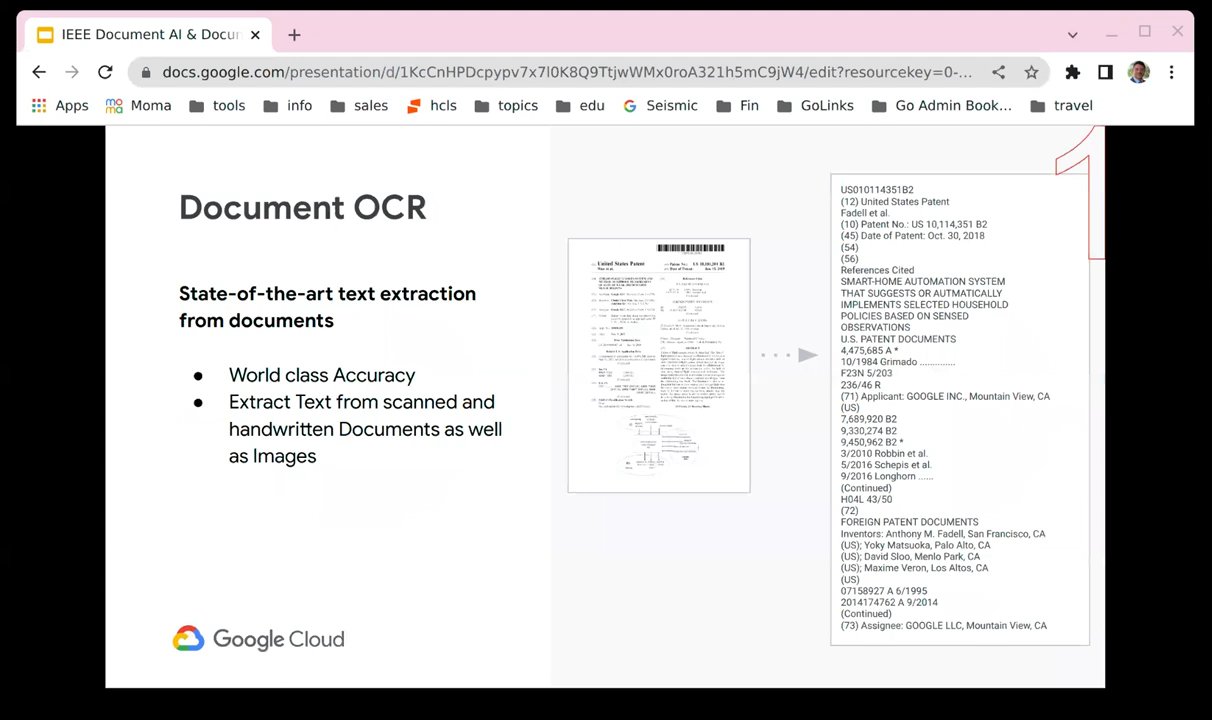 IEEE Document AI & Docum
docs.google.com/presentation/d/1KcCnHPDcpypv7x7l0K8Q9TtjwWMx0roA321h5mC9jW4/edit?resourcekey=0-...
Apps
Moma
tools
info
sales
hcls
topics
edu
Seismic
Fin
GoLinks
Go Admin Book...
travel
Document OCR
State-of-the-art text extraction
from documents
● World class Accuracy
● Extract Text from scanned and
handwritten Documents as well
as Images
Google Cloud
United States Patent
1
US010114351B2
(12) United States Patent
Fadell et al.
(10) Patent No.: US 10,114,351 B2
(45) Date of Patent: Oct. 30, 2018
(54)
(56)
References Cited
SMART-HOME AUTOMATION SYSTEM
THAT SUGGESTS OR AUTMATICALLY
IMPLEMENTS SELECTED HOUSEHOLD
POLICIES BASED ON SENSED
OBSERVATIONS
U.S. PATENT DOCUMENTS
4,475,685 A *
10/1984 Grimado ..............
F23N 5/203
236/46 R
(71) Applicant: GOOGLE INC., Mountain View, CA
(US)
7,689,920 B2
9,330,274 B2
9,450,962 B2 *
3/2010 Robbin et al.
5/2016 Schepis et al.
9/2016 Longhorn ......
(Continued)
H04L 43/50
(72)
FOREIGN PATENT DOCUMENTS
Inventors: Anthony M. Fadell, San Francisco, CA
(US); Yoky Matsuoka, Palo Alto, CA
(US); David Sloo, Menlo Park, CA
(US); Maxime Veron, Los Altos, CA
(US)
07158927 A 6/1995
2014174762 A 9/2014
(Continued)
(73) Assignee: GOOGLE LLC, Mountain View, CA